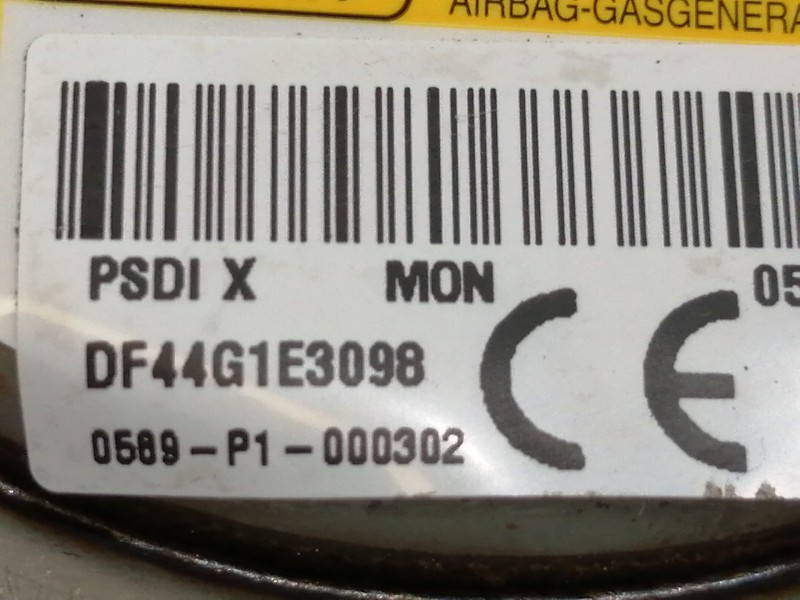 AIRBAG-GASGENERA
PSDI X MON 05
DF44G1E3098
0589-P1-000302
CE